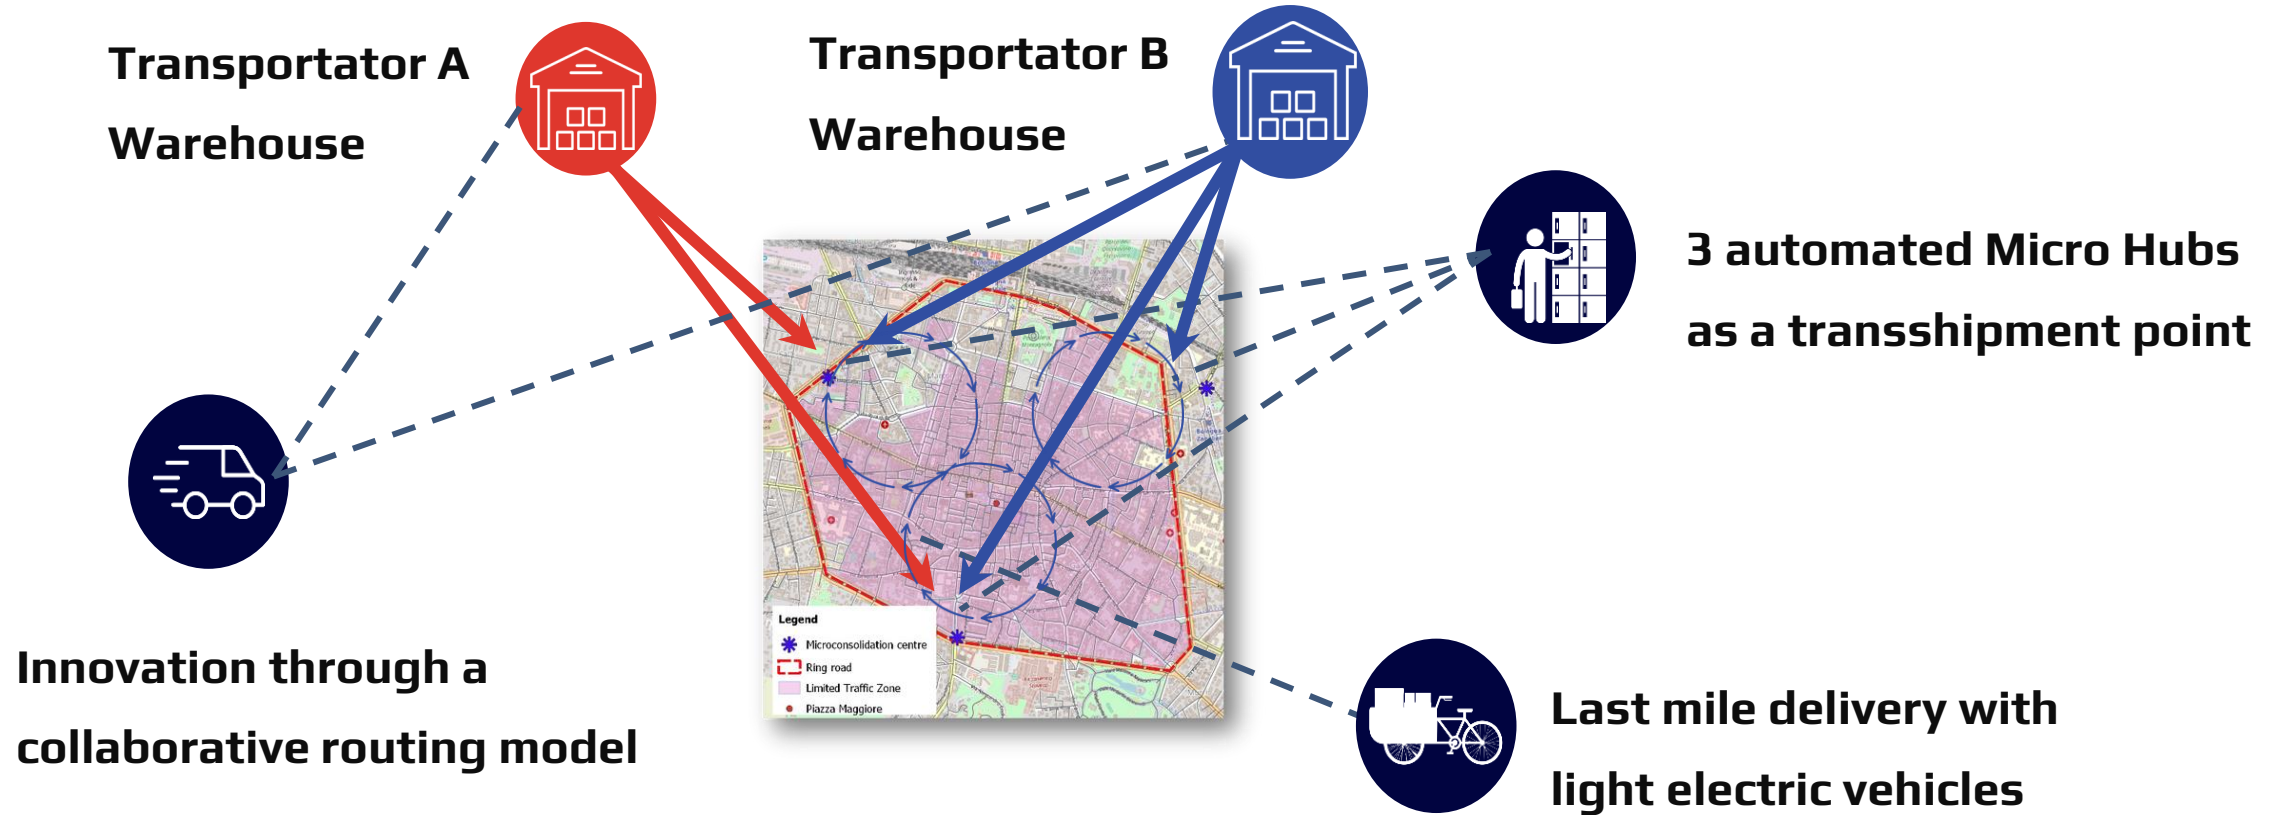 Transportator A
Warehouse
Transportator B
Warehouse
3 automated Micro Hubs
as a transshipment point
Legend
Microconsolidation centre
Ring road
Limited Traffic Zone
Piazza Maggiore
Innovation through a
collaborative routing model
Last mile delivery with
light electric vehicles